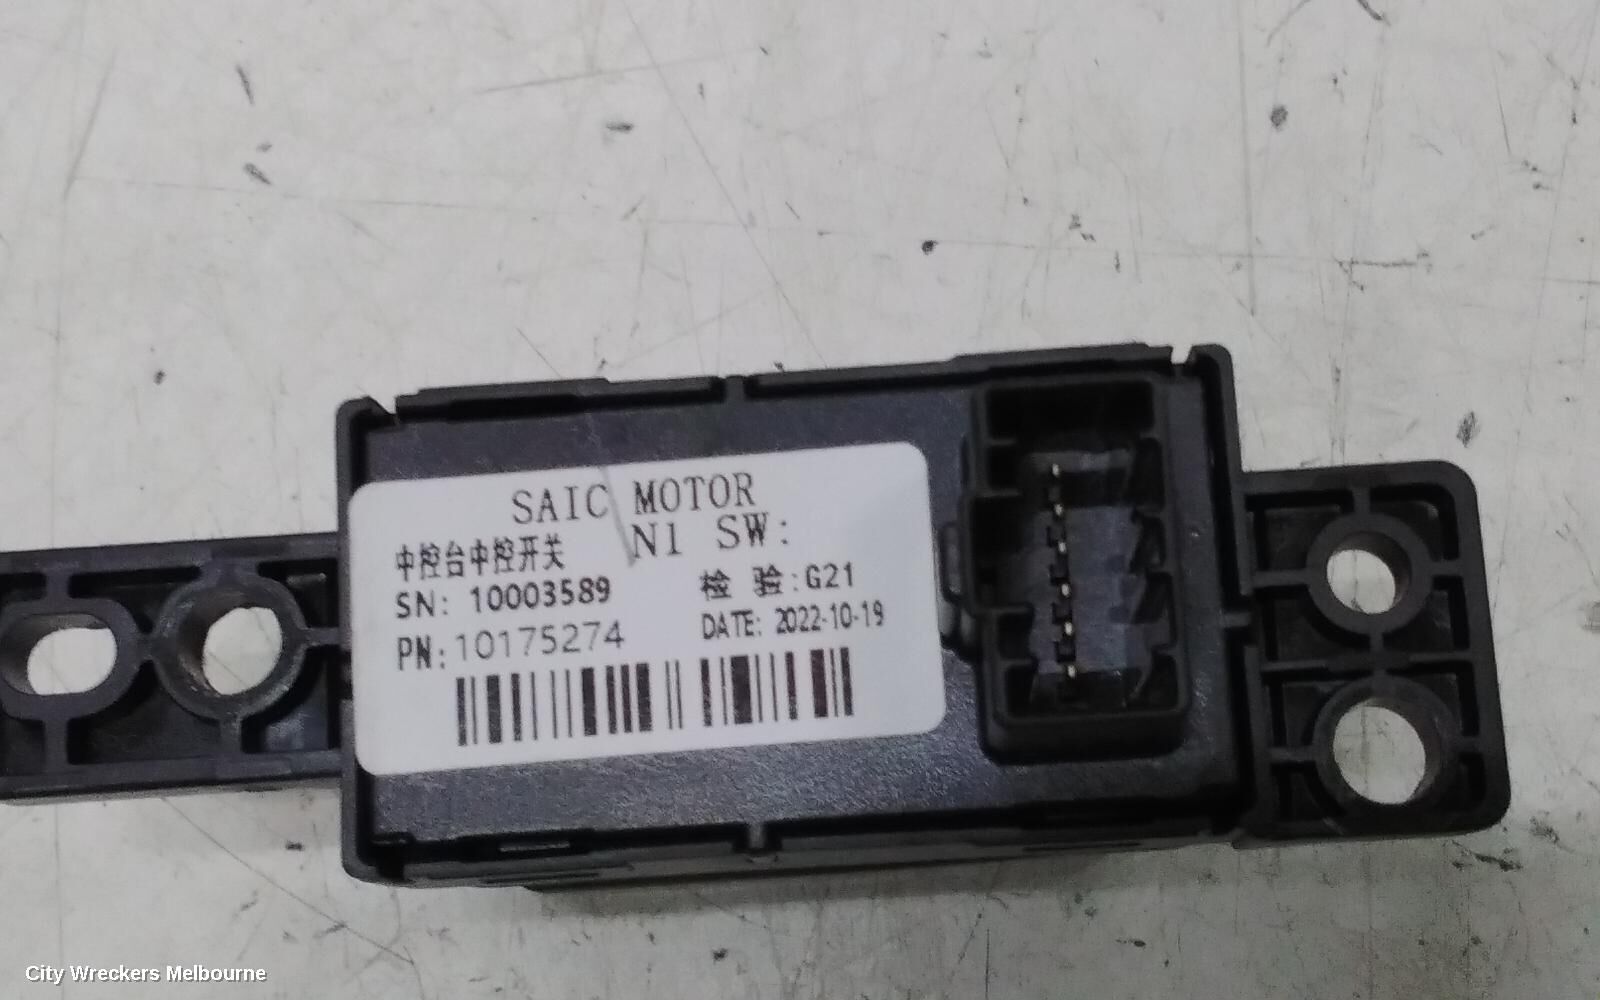 SAIC MOTOR
N1 SW:
中控台中控开关
SN: 10003589
检 验:G21
PN:10175274
DATE: 2022-10-19
City Wreckers Melbourne